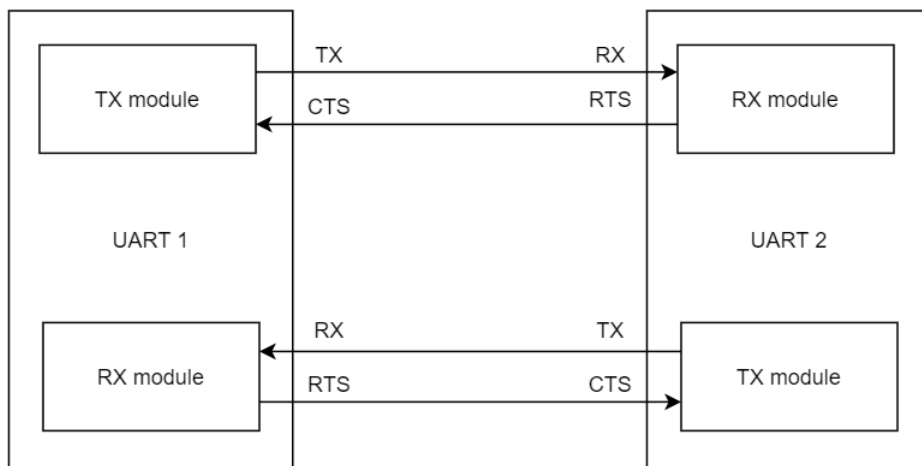 TX RX
TX module RX module
CTS RTS
UART 1 UART 2
RX TX
RX module TX module
RTS CTS